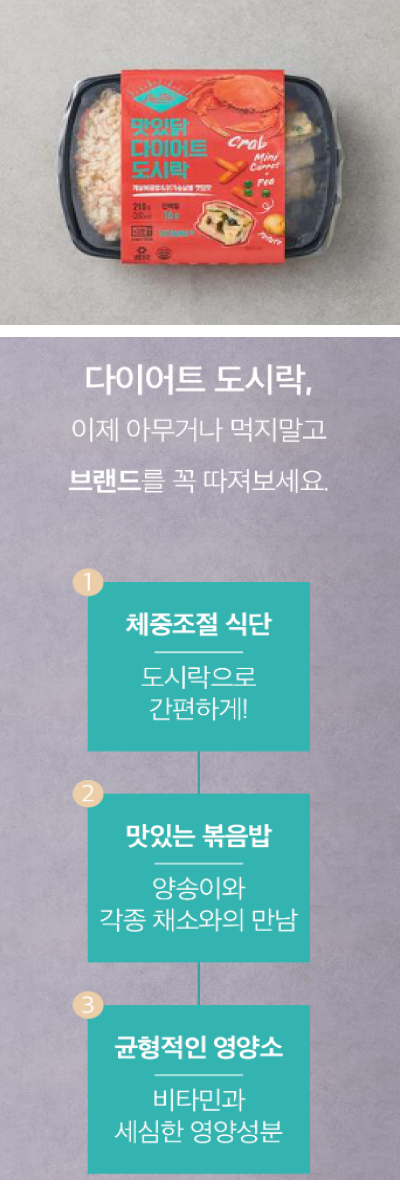 맛있닭
다이어트
도시락
Crab
Mini
Carrot
Pea
Potato
210g
단백질
다이어트 도시락,
이제 아무거나 먹지말고
브랜드를 꼭 따져보세요.
1
체중조절 식단
도시락으로
간편하게!
2
맛있는 볶음밥
양송이와
각종 채소와의 만남
3
균형적인 영양소
비타민과
세심한 영양성분